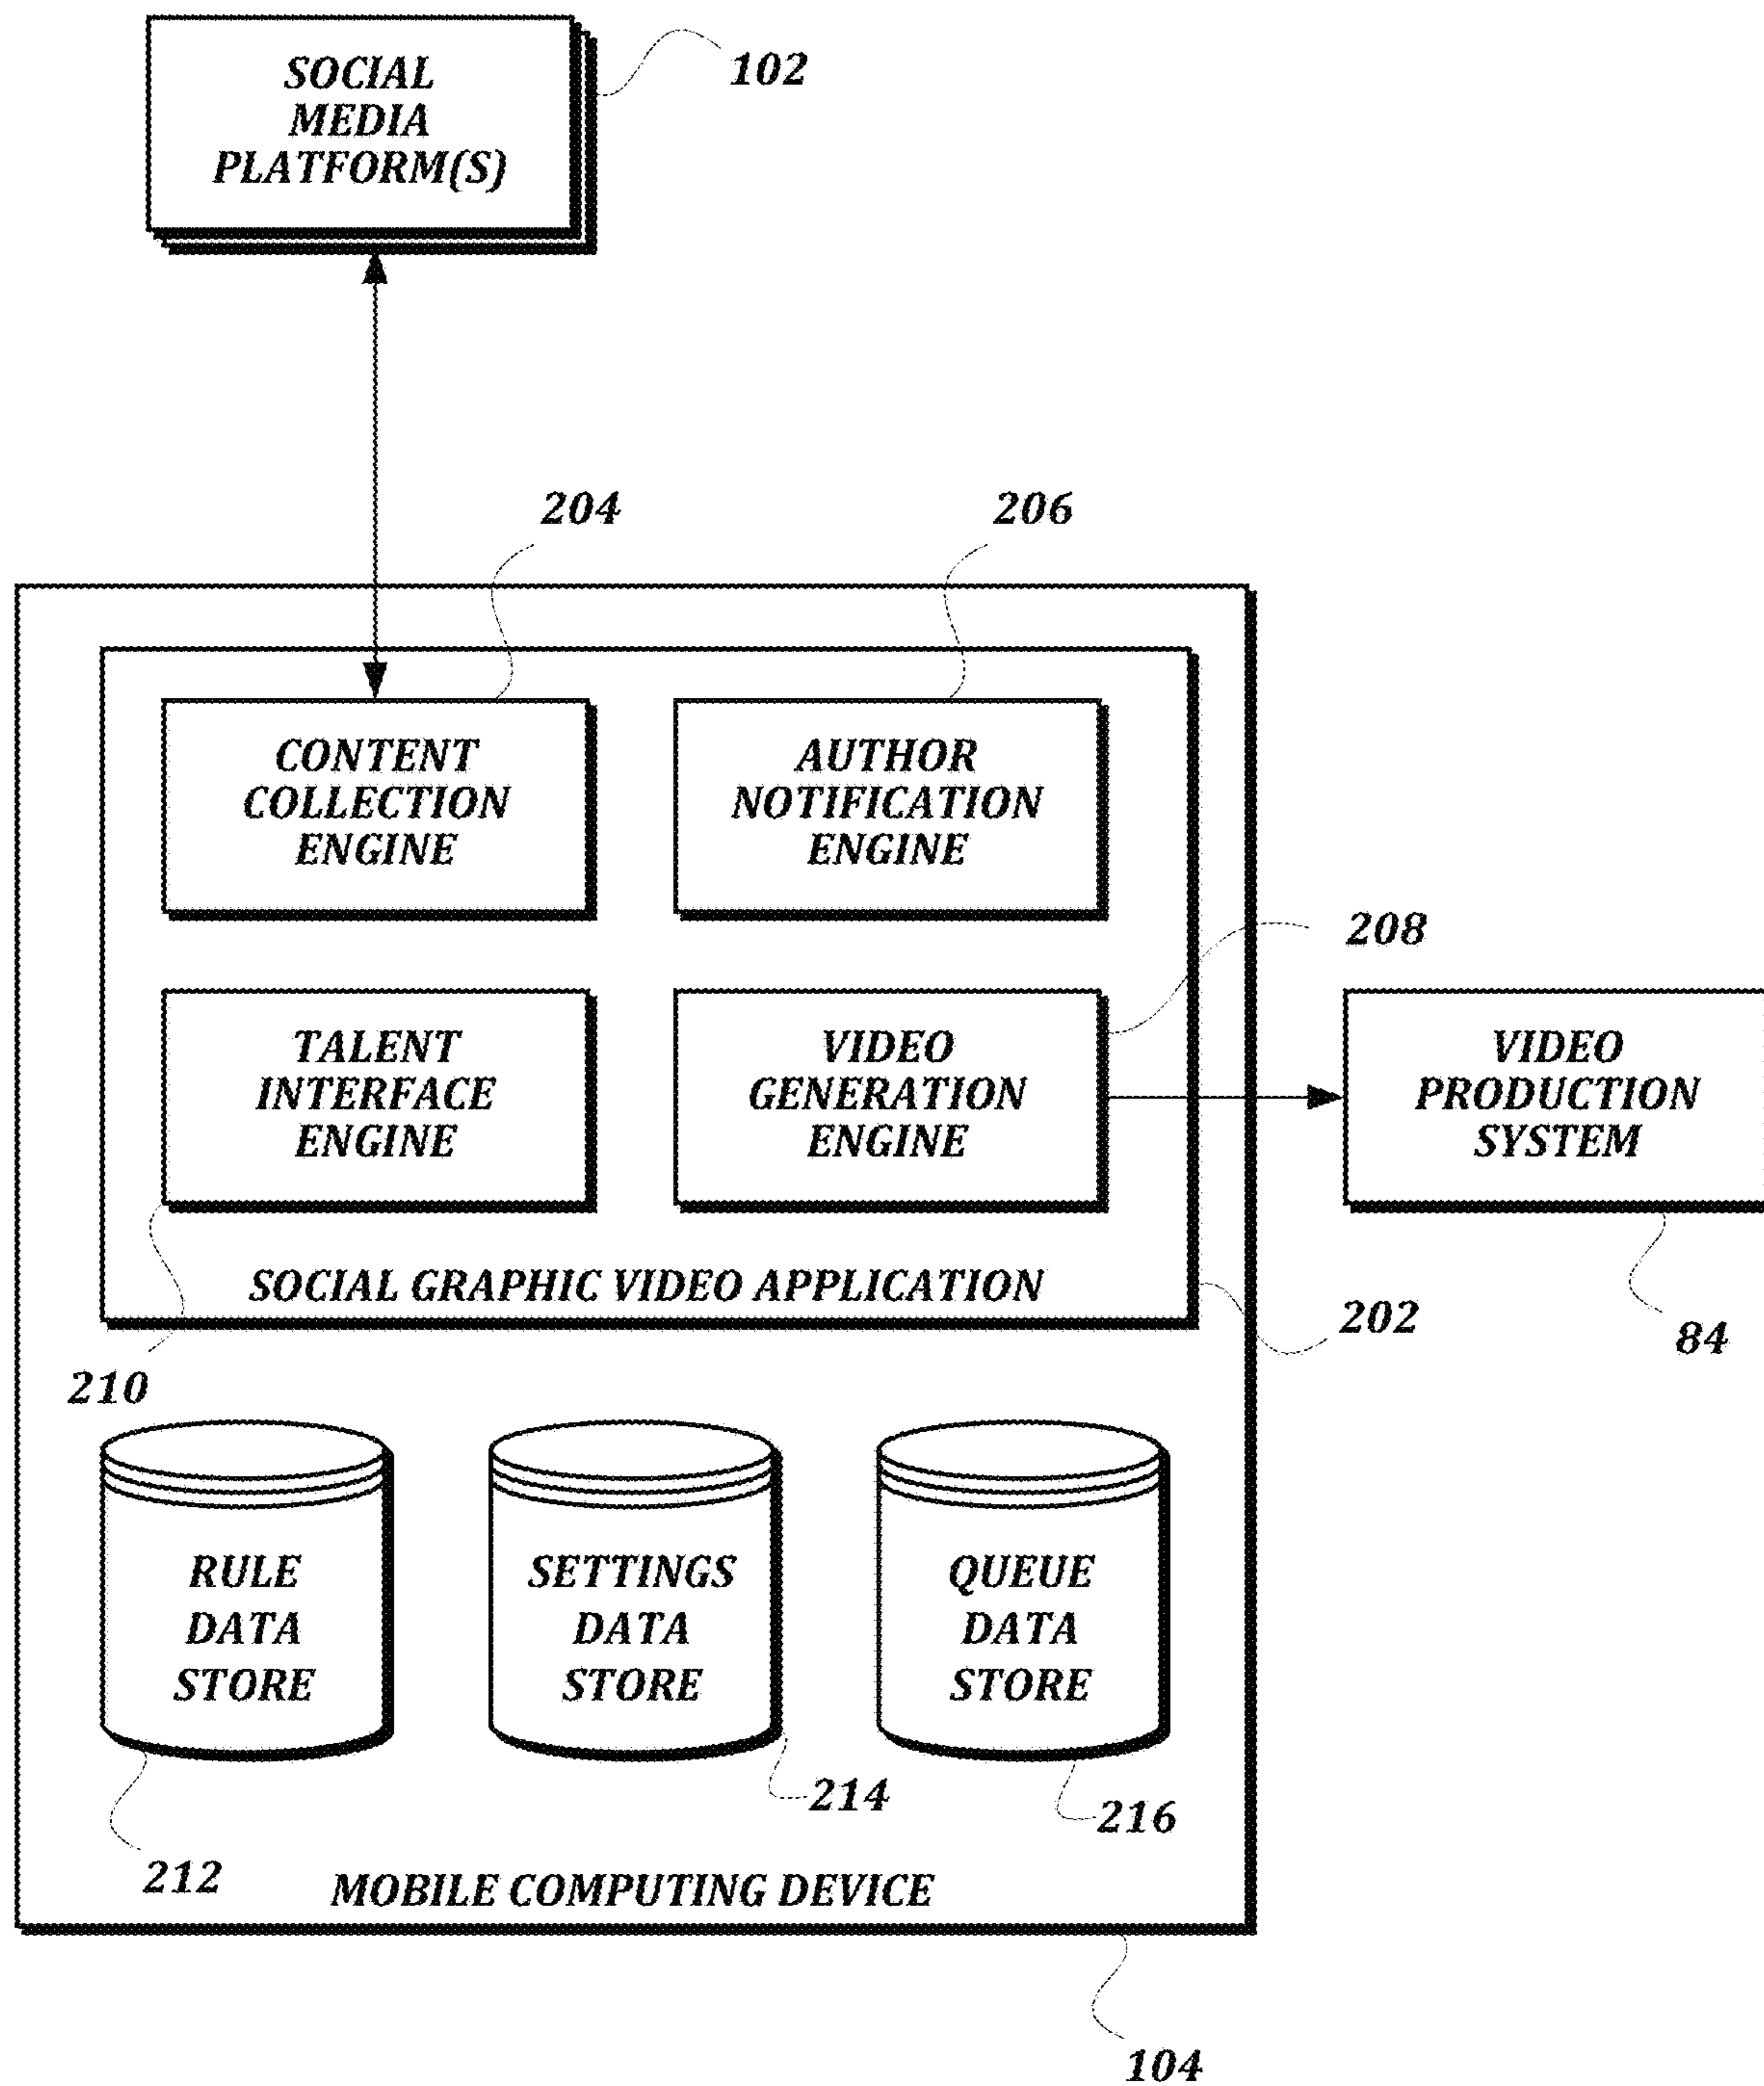 SOCIAL
MEDIA
PLATFORM(S)
102
204
206
CONTENT
COLLECTION
ENGINE
AUTHOR
NOTIFICATION
ENGINE
208
TALENT
INTERFACE
ENGINE
VIDEO
GENERATION
ENGINE
VIDEO
PRODUCTION
SYSTEM
SOCIAL GRAPHIC VIDEO APPLICATION
202
84
210
RULE
DATA
STORE
SETTINGS
DATA
STORE
QUEUE
DATA
STORE
214
216
212
MOBILE COMPUTING DEVICE
104